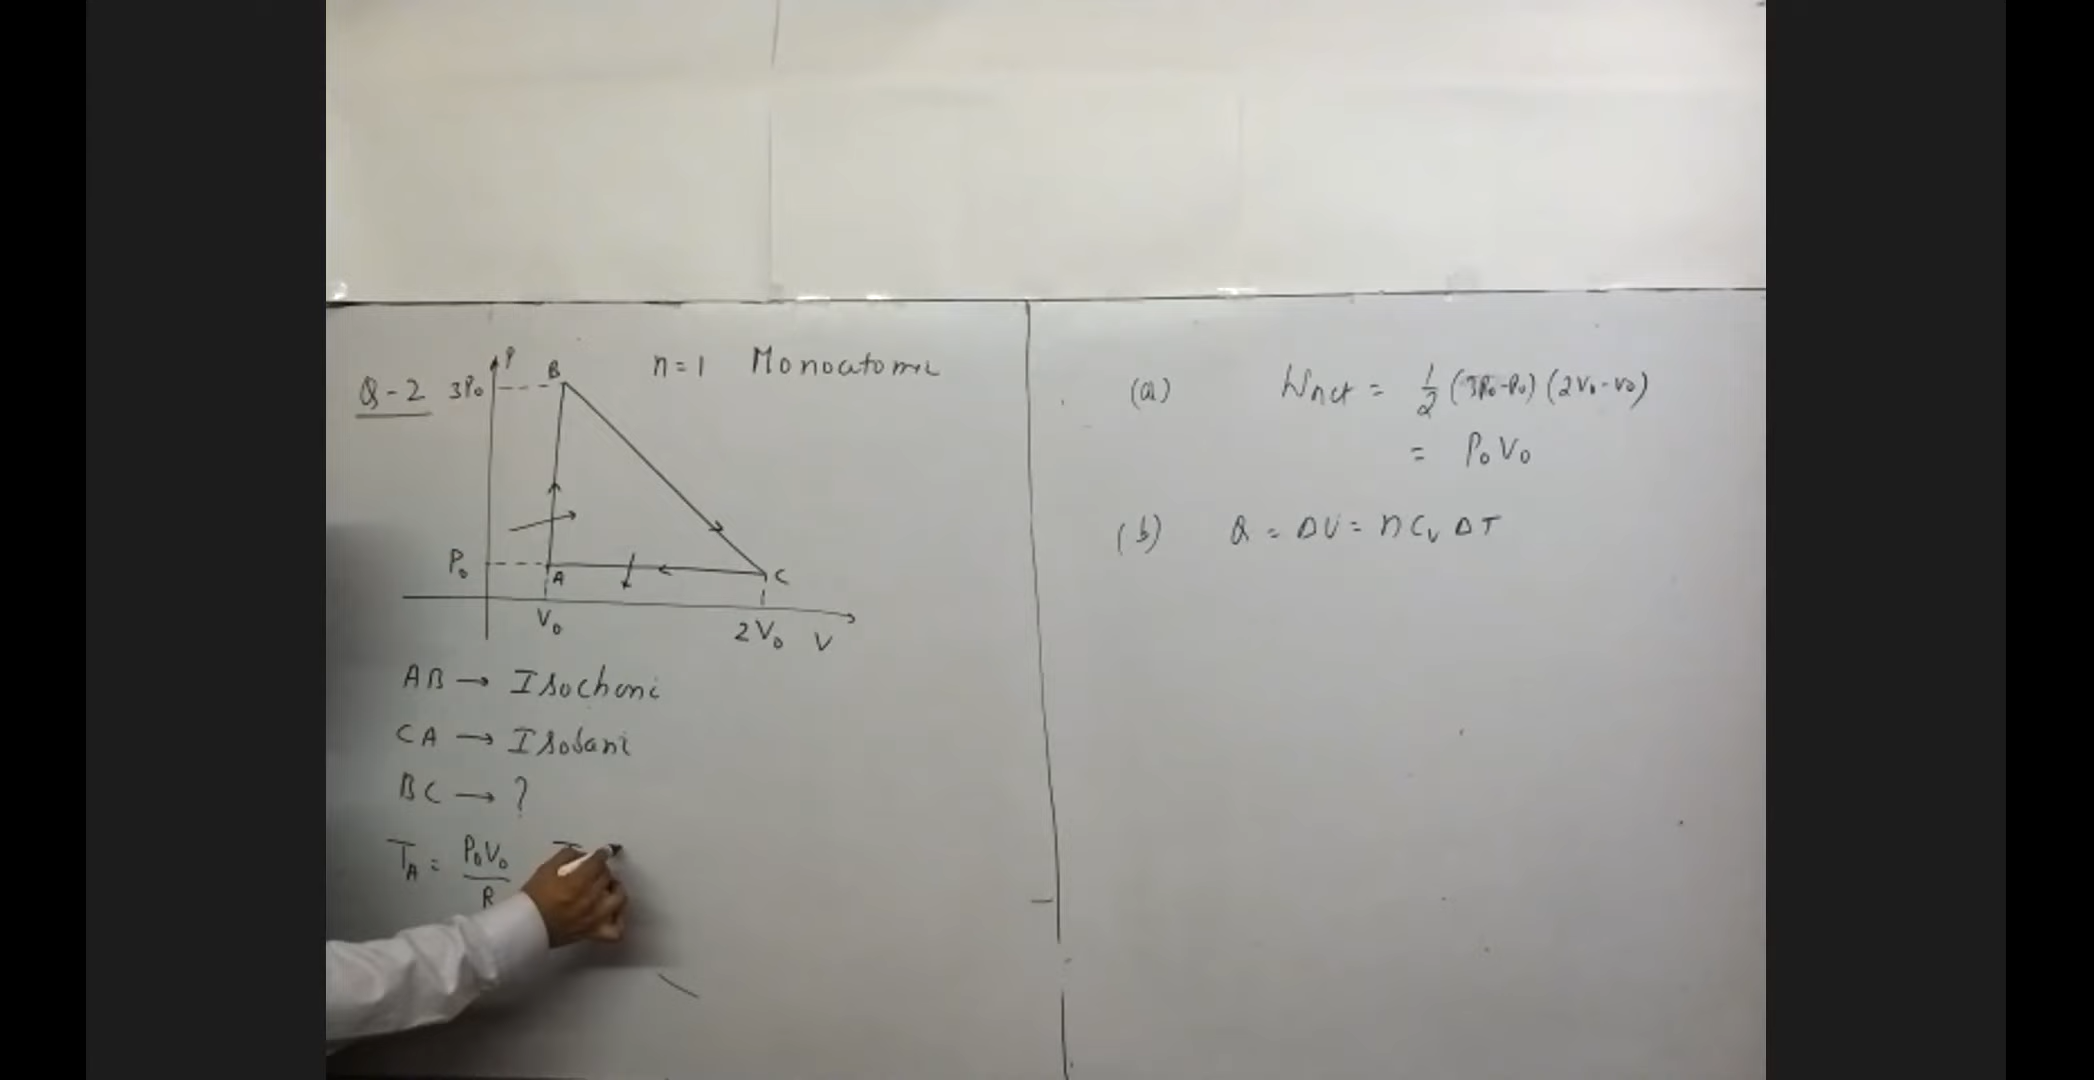 Q-2
P
3P₀
B
n=1 Monoatomic
P₀
A
C
V₀
2V₀ V
AB → Isochoric
CA → Isobaric
BC → ?
T_A = P₀V₀/R T
(a) W_net = 1/2 (3P₀-P₀) (2V₀-V₀)
= P₀V₀
(b) Q = ΔU = nC_v ΔT